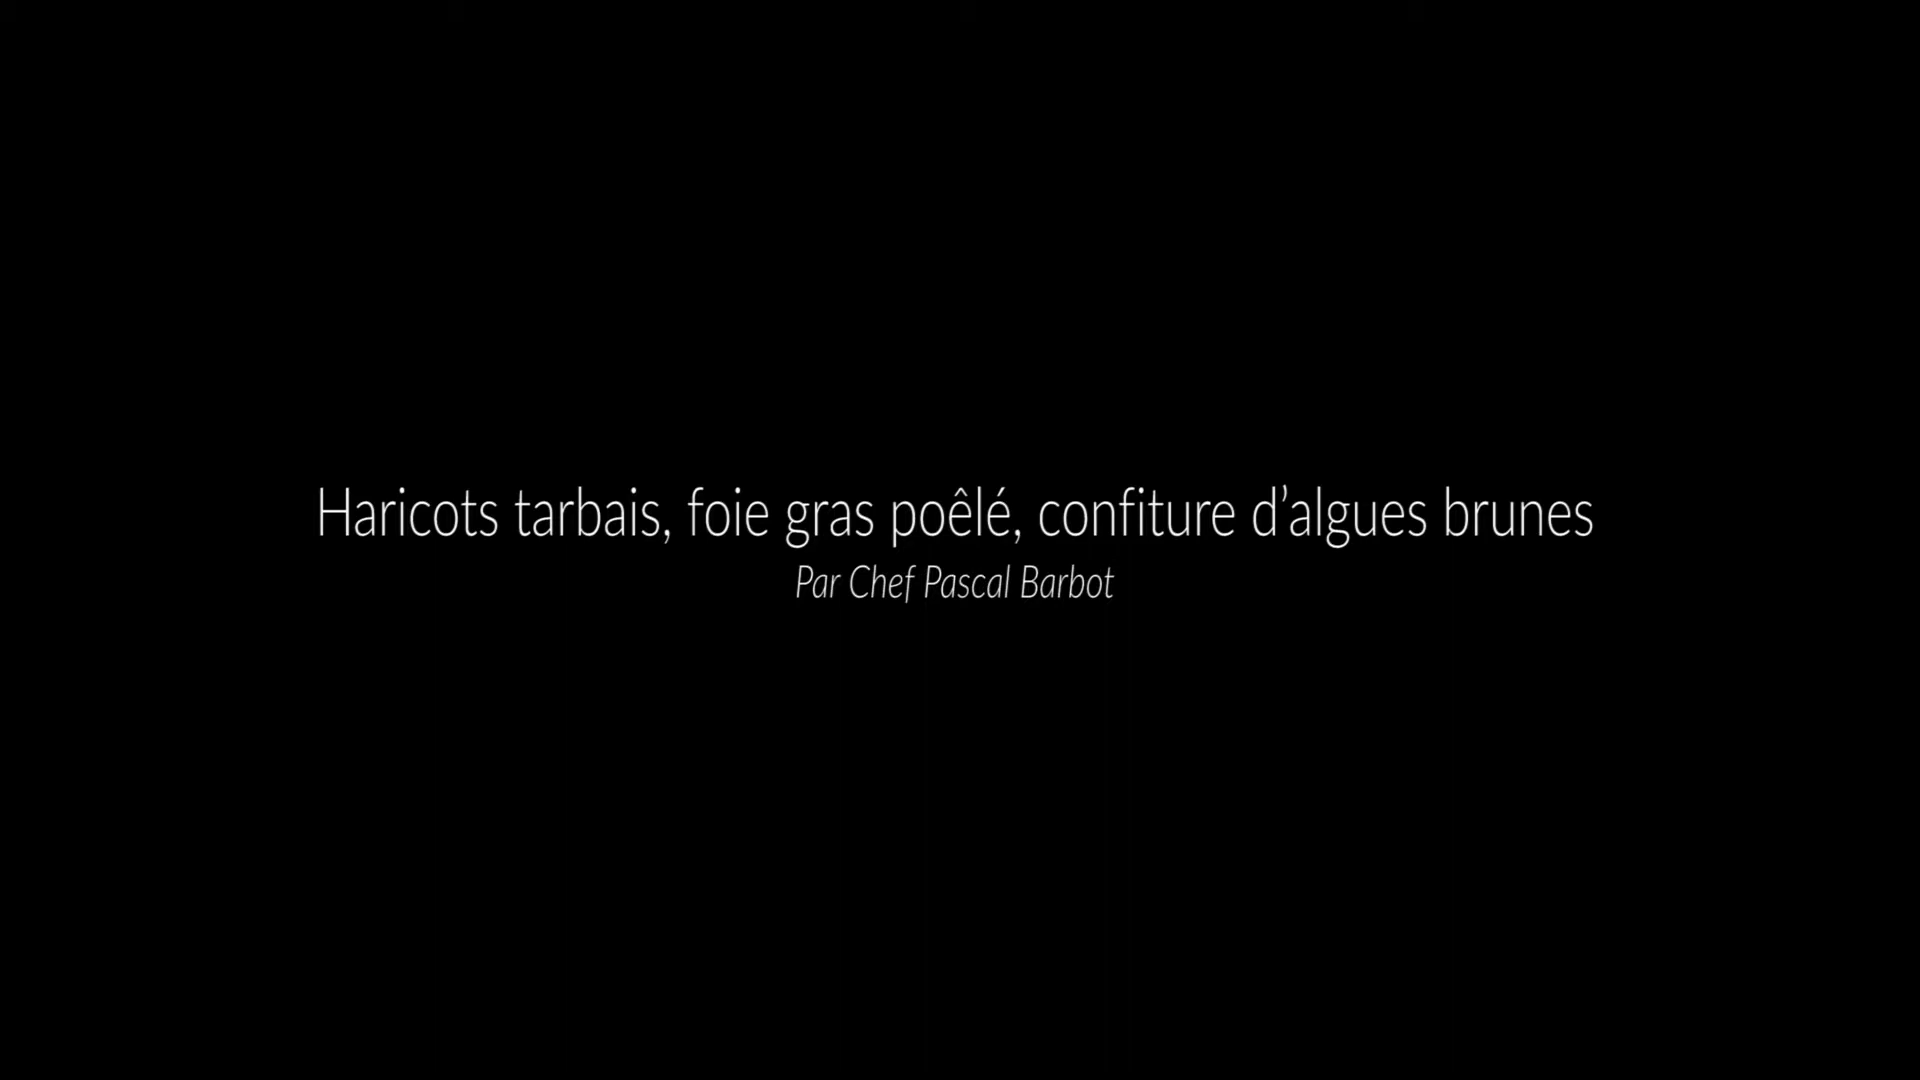 Haricots tarbais, foie gras poêlé, confiture d’algues brunes
Par Chef Pascal Barbot